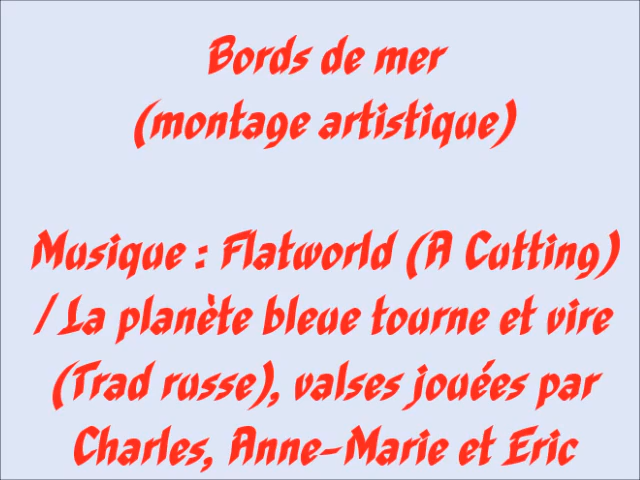 Bords de mer
(montage artistique)
Musique : Flatworld (A Cutting)
/ La planète bleue tourne et vire
(Trad russe), valses jouées par
Charles, Anne-Marie et Eric